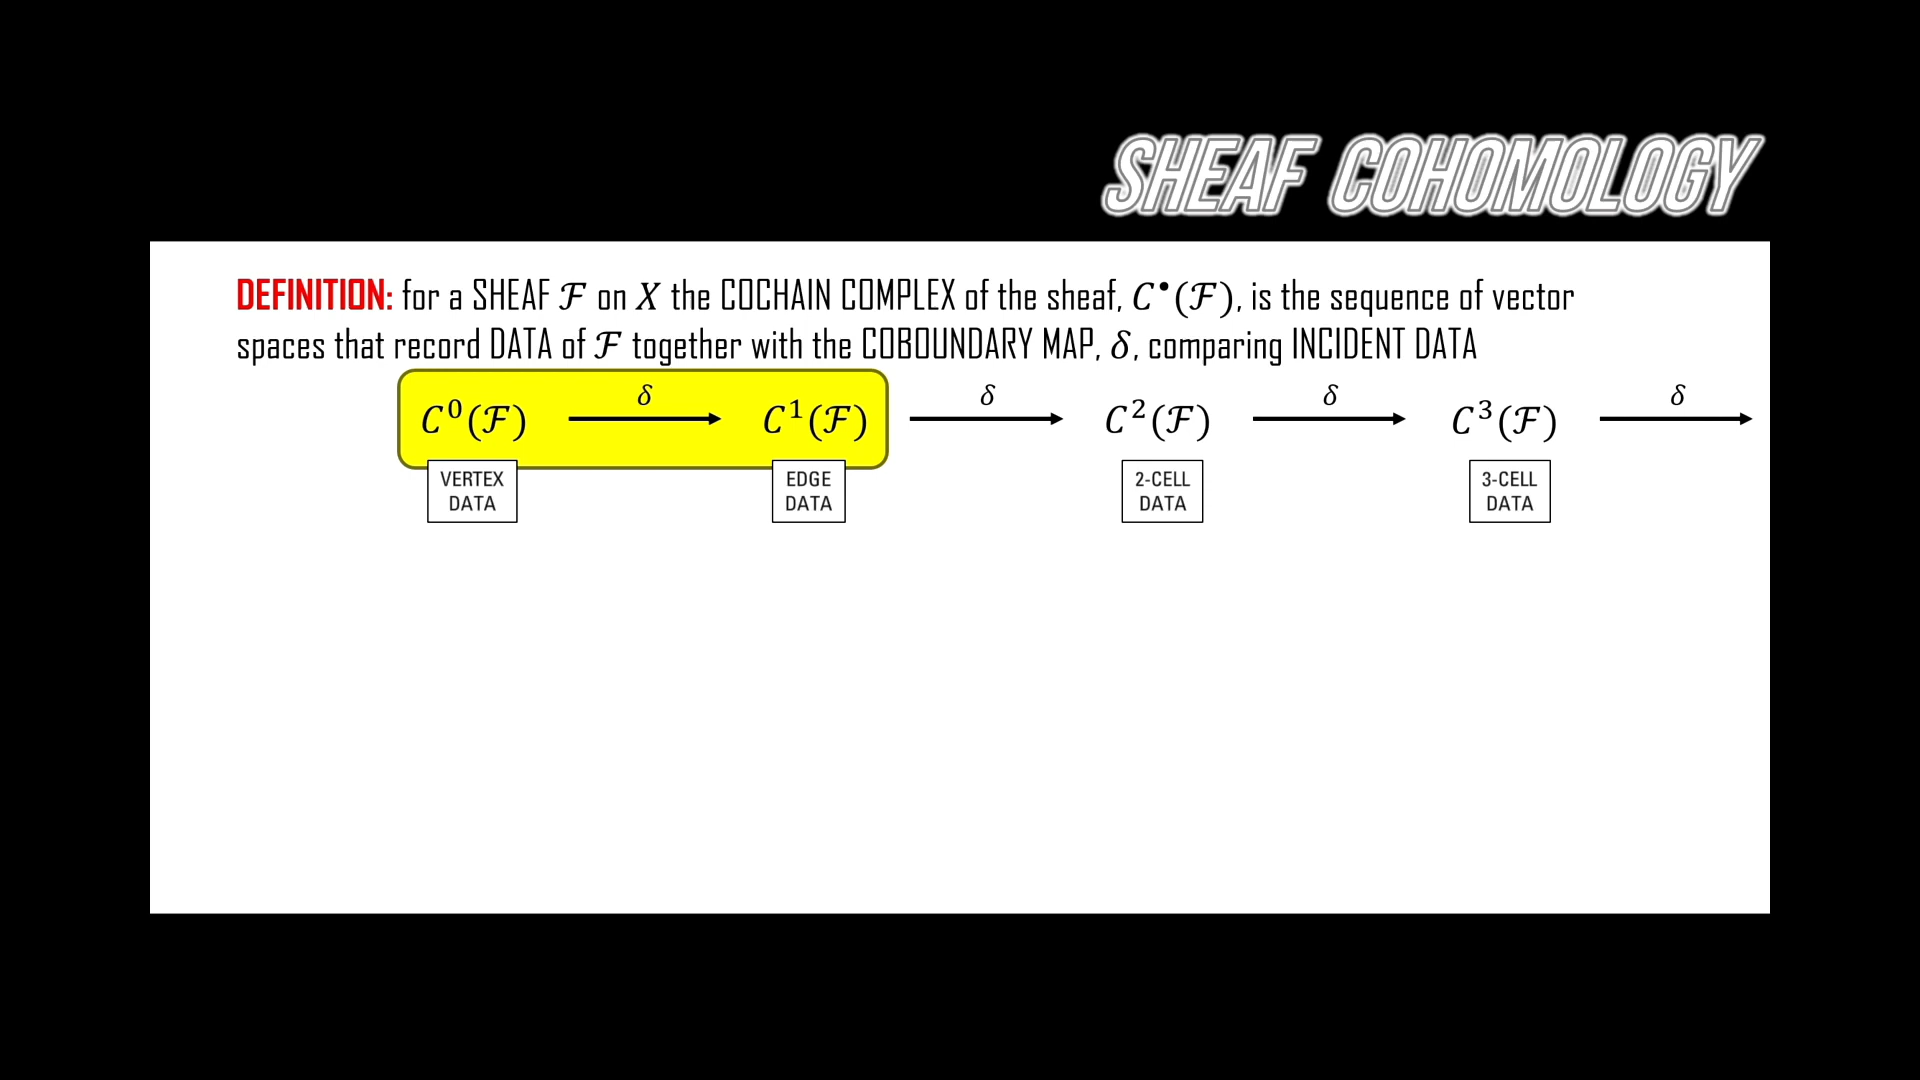 SHEAF COHOMOLOGY
DEFINITION: for a SHEAF ℱ on X the COCHAIN COMPLEX of the sheaf, C•(ℱ), is the sequence of vector
spaces that record DATA of ℱ together with the COBOUNDARY MAP, δ, comparing INCIDENT DATA
δ δ δ δ
C⁰(ℱ) → C¹(ℱ) → C²(ℱ) → C³(ℱ) →
VERTEX DATA
EDGE DATA
2-CELL DATA
3-CELL DATA